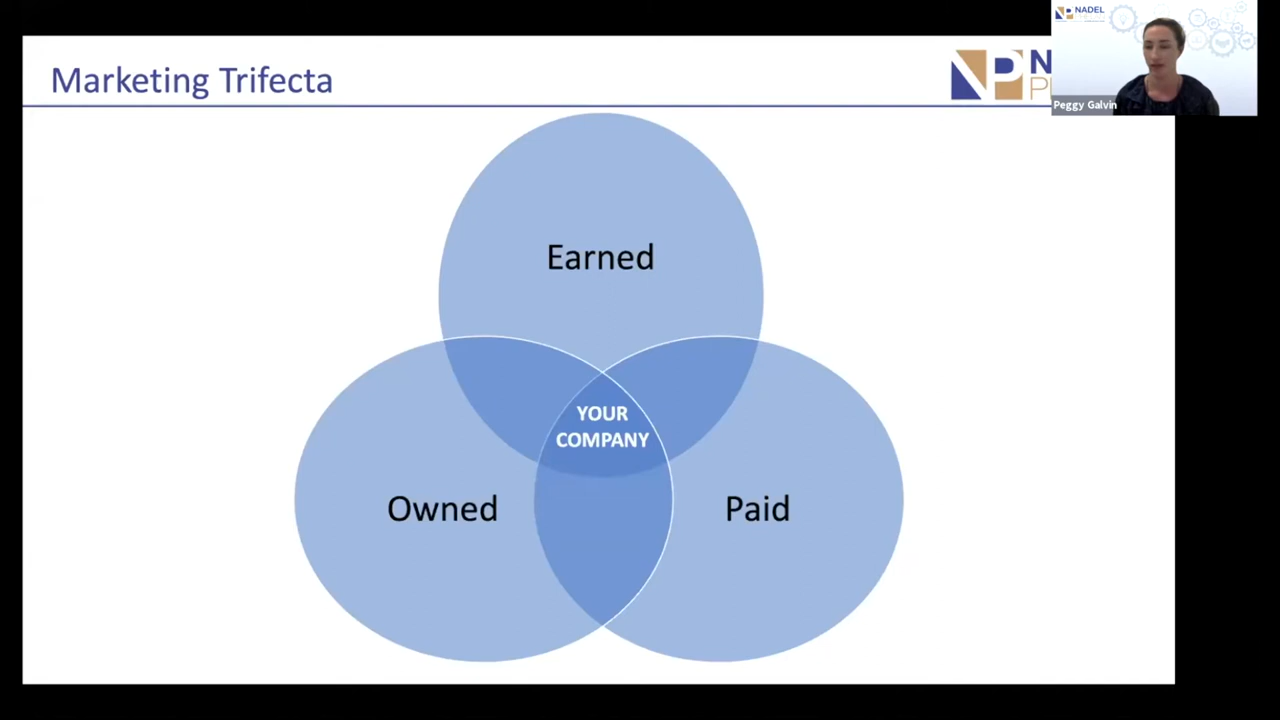 Marketing Trifecta
NADEL
Peggy Galvin
Earned
YOUR
COMPANY
Owned
Paid